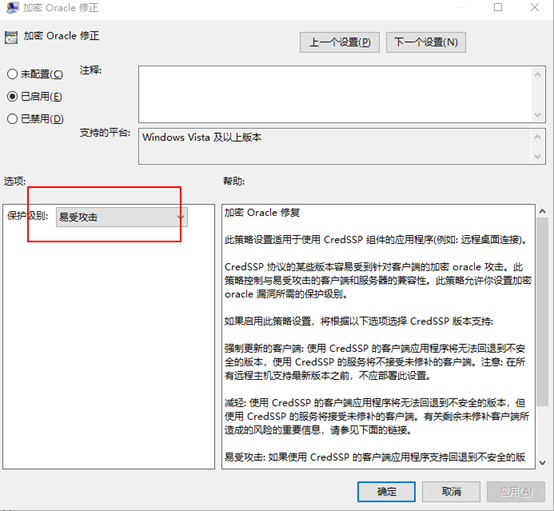 加密 Oracle 修正
加密 Oracle 修正
上一个设置(P)
下一个设置(N)
未配置(C)
注释:
已启用(E)
已禁用(D)
支持的平台:
Windows Vista 及以上版本
选项:
帮助:
保护级别:
易受攻击
加密 Oracle 修复
此策略设置适用于使用 CredSSP 组件的应用程序(例如: 远程桌面连接)。
CredSSP 协议的某些版本容易受到针对客户端的加密 oracle 攻击。此
策略控制与易受攻击的客户端和服务器的兼容性。此策略允许你设置加密
oracle 漏洞所需的保护级别。
如果启用此策略设置，将根据以下选项选择 CredSSP 版本支持:
强制更新的客户端: 使用 CredSSP 的客户端应用程序将无法回退到不安
全的版本，使用 CredSSP 的服务将不接受未修补的客户端。注意: 在所
有远程主机支持最新版本之前，不应部署此设置。
减轻: 使用 CredSSP 的客户端应用程序将无法回退到不安全的版本，但
使用 CredSSP 的服务将接受未修补的客户端。有关剩余未修补客户端所
造成的风险的重要信息，请参见下面的链接。
易受攻击: 如果使用 CredSSP 的客户端应用程序支持回退到不安全的版
确定
取消
应用(A)